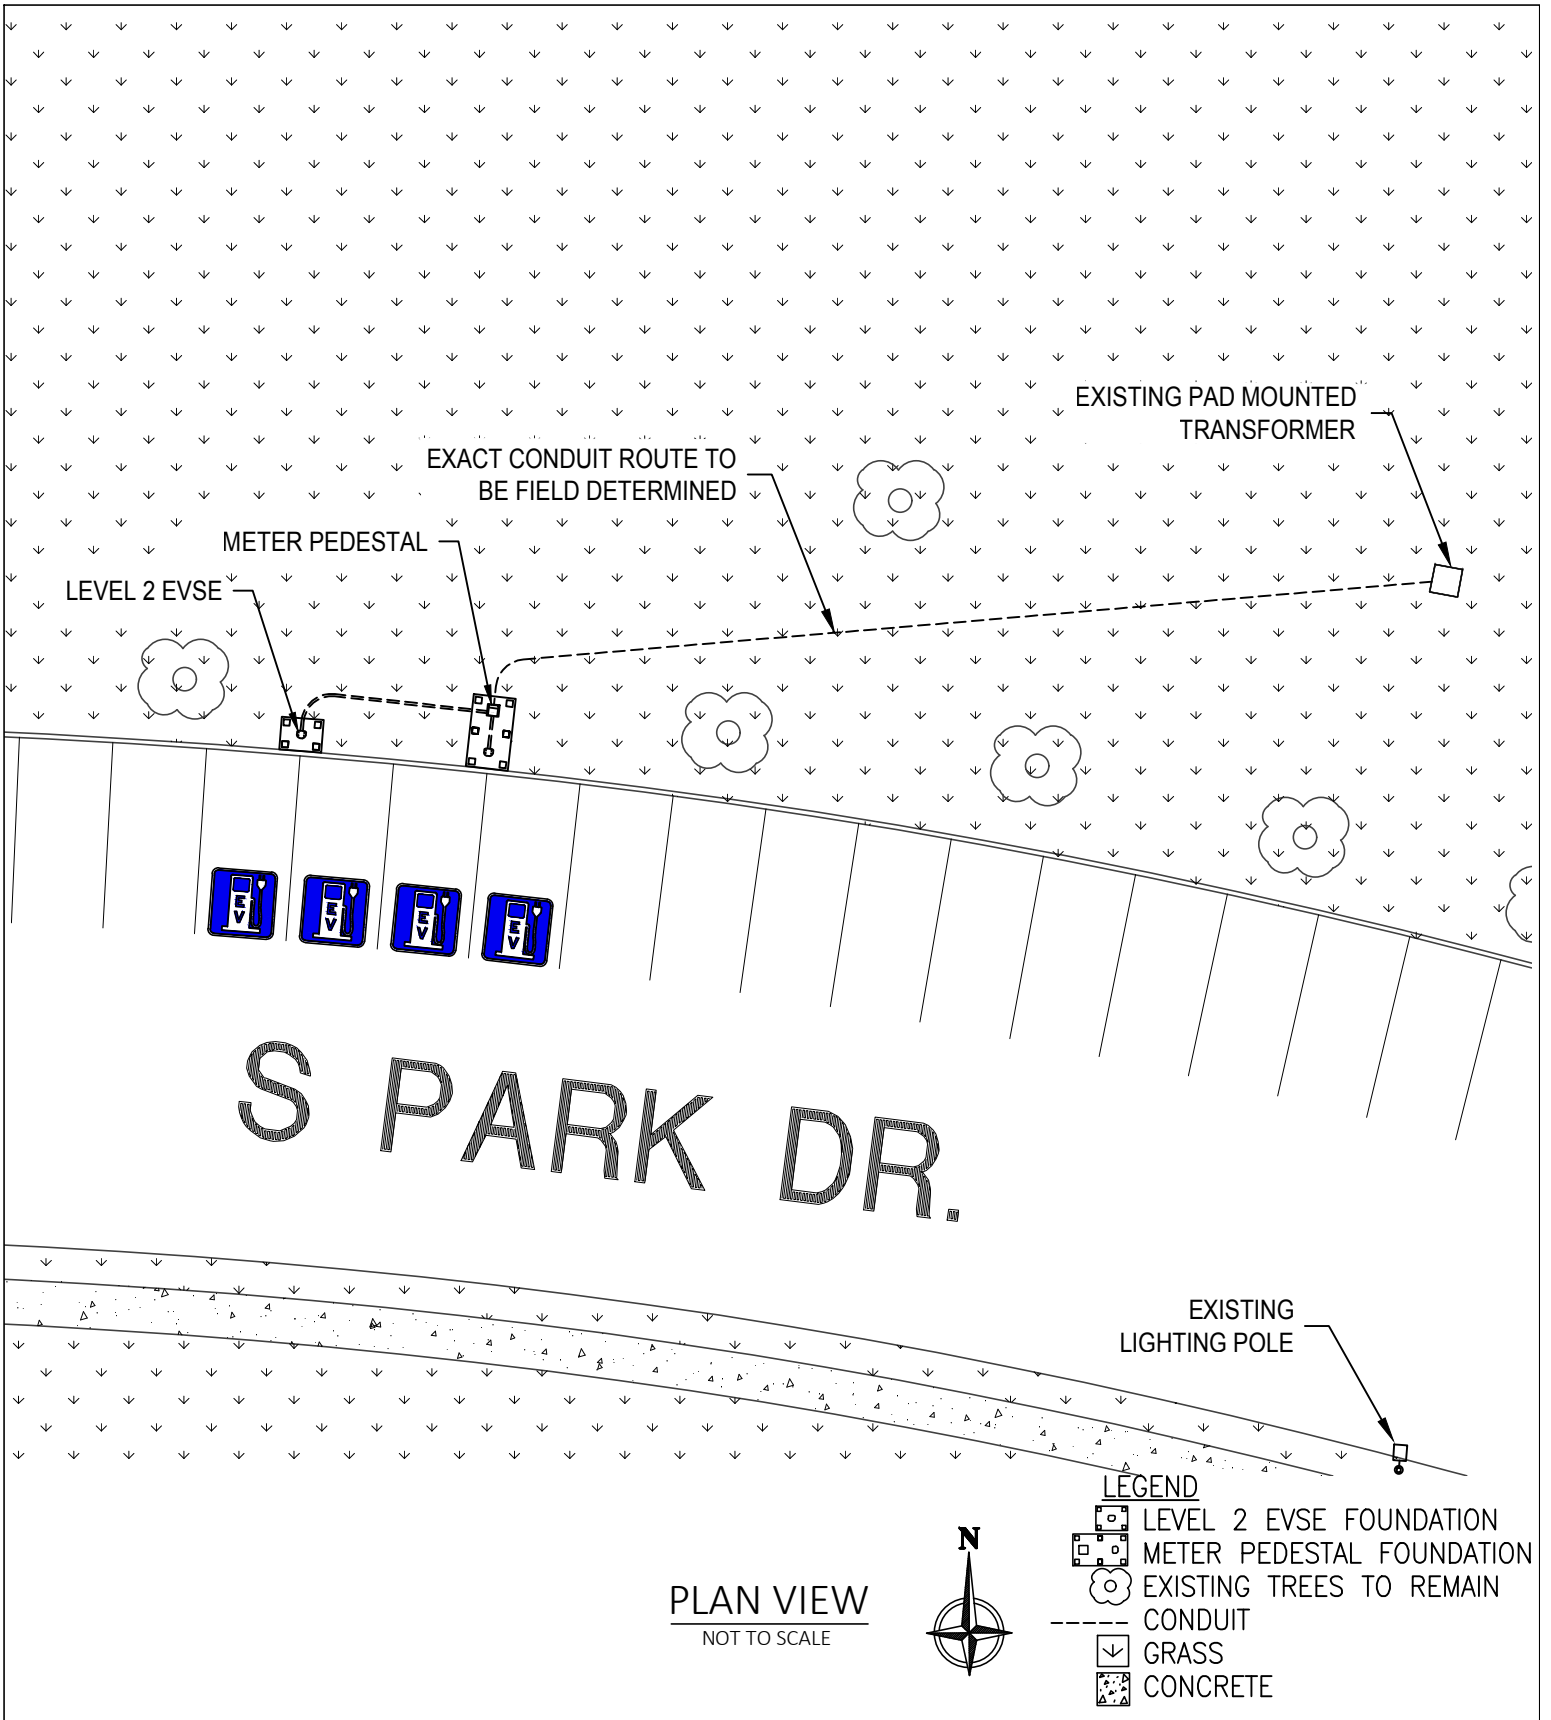 EXISTING PAD MOUNTED
TRANSFORMER
EXACT CONDUIT ROUTE TO
BE FIELD DETERMINED
METER PEDESTAL
LEVEL 2 EVSE
EV
EV
EV
EV
S PARK DR.
EXISTING
LIGHTING POLE
LEGEND
LEVEL 2 EVSE FOUNDATION
METER PEDESTAL FOUNDATION
EXISTING TREES TO REMAIN
CONDUIT
GRASS
CONCRETE
N
PLAN VIEW
NOT TO SCALE